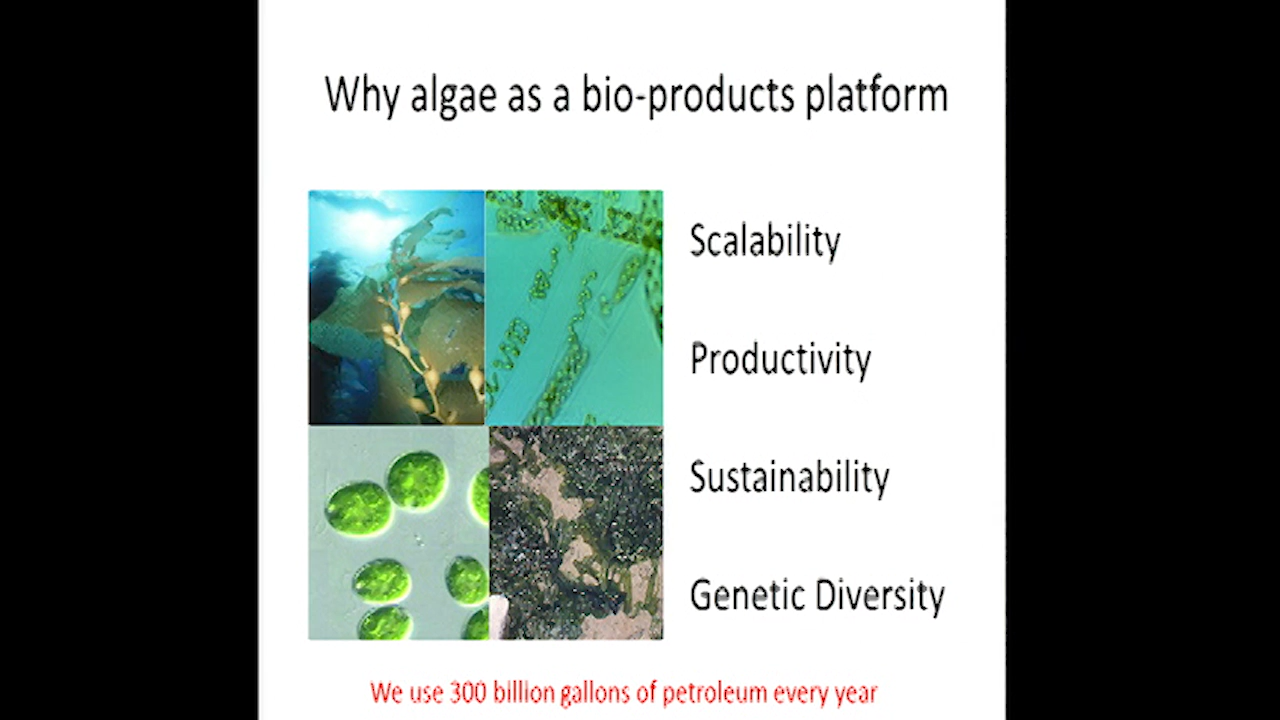 Why algae as a bio-products platform
Scalability
Productivity
Sustainability
Genetic Diversity
We use 300 billion gallons of petroleum every year